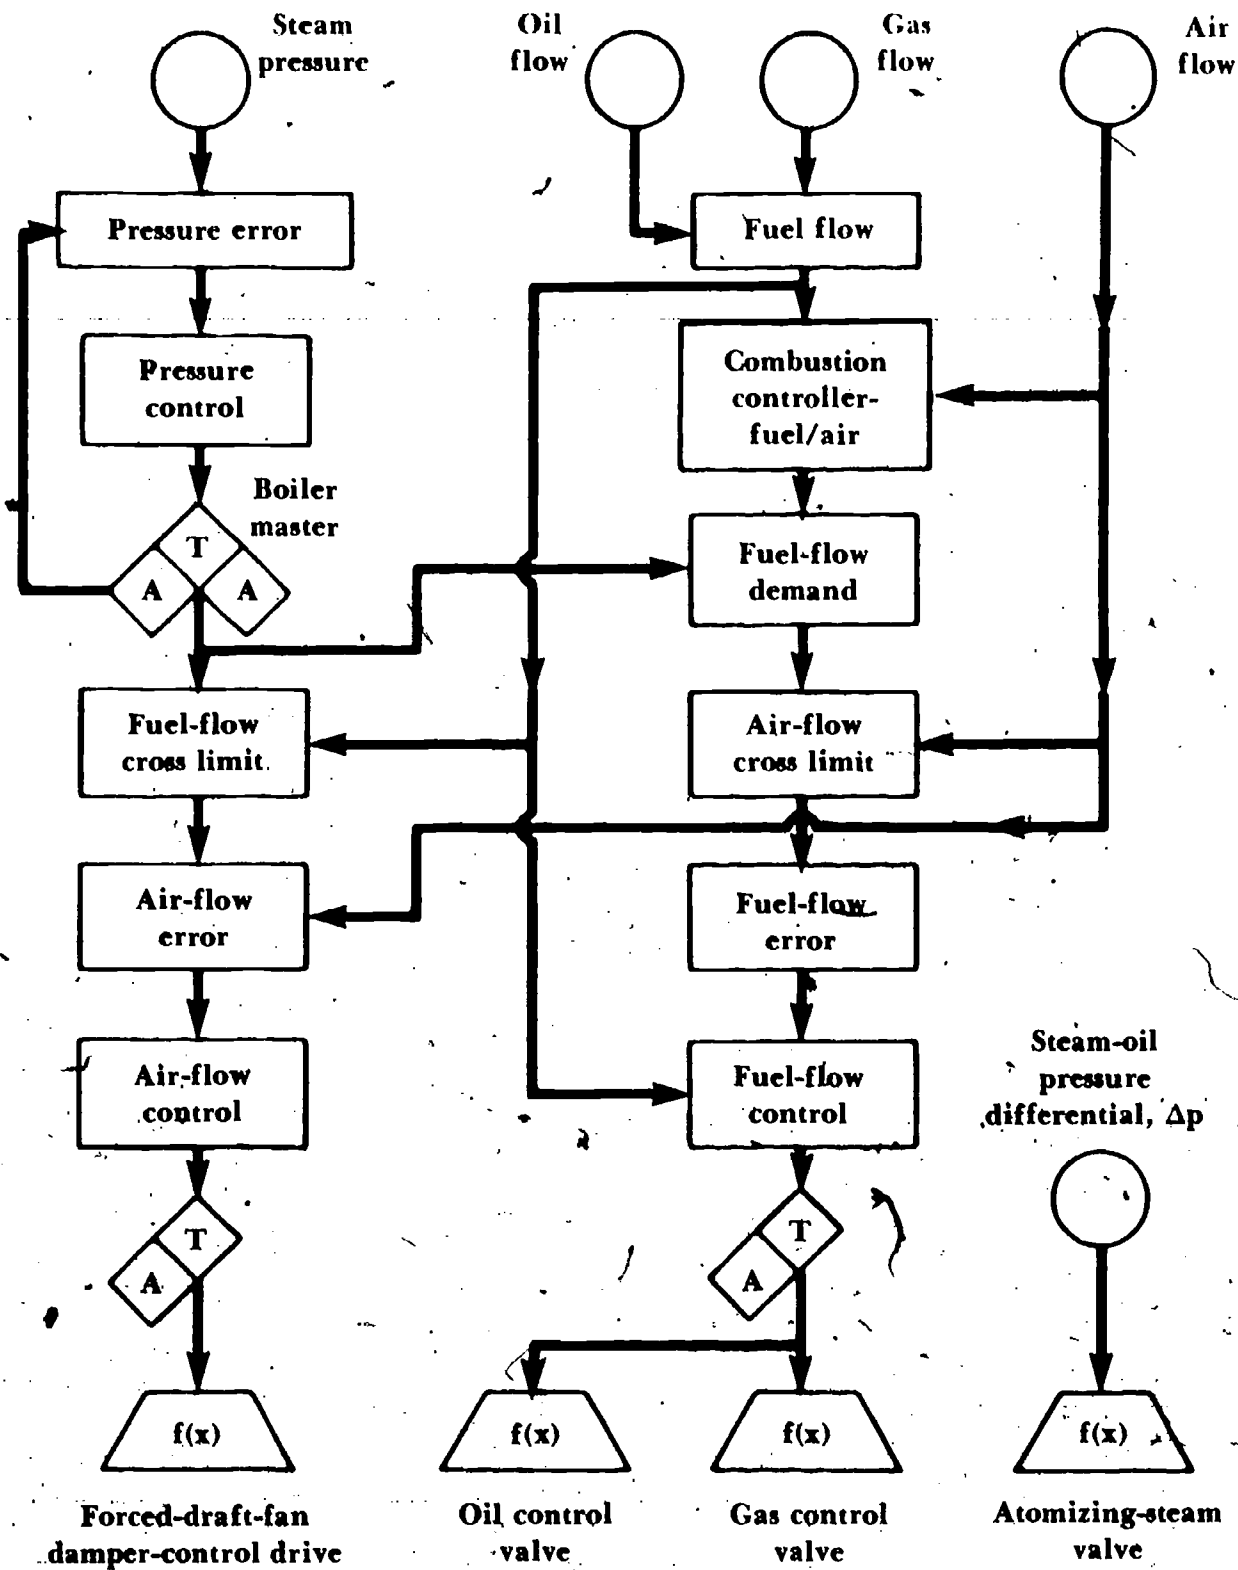 Steam
pressure
Oil
flow
Gas
flow
Air
flow
Pressure error
Fuel flow
Pressure
control
Combustion
controller-
fuel/air
Boiler
master
T
A
A
Fuel-flow
demand
Fuel-flow
cross limit
Air-flow
cross limit
Air-flow
error
Fuel-flow
error
Air-flow
control
Fuel-flow
control
Steam-oil
pressure
differential, Δp
T
A
T
A
f(x)
f(x)
f(x)
f(x)
Forced-draft-fan
damper-control drive
Oil control
valve
Gas control
valve
Atomizing-steam
valve